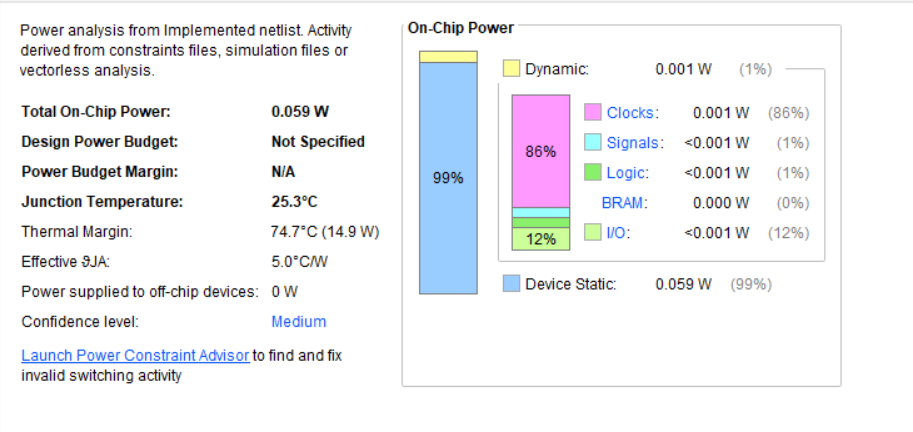 Power analysis from Implemented netlist. Activity
derived from constraints files, simulation files or
vectorless analysis.
Total On-Chip Power: 0.059 W
Design Power Budget: Not Specified
Power Budget Margin: N/A
Junction Temperature: 25.3°C
Thermal Margin: 74.7°C (14.9 W)
Effective ϑJA: 5.0°C/W
Power supplied to off-chip devices: 0 W
Confidence level: Medium
Launch Power Constraint Advisor to find and fix
invalid switching activity
On-Chip Power
99%
Dynamic: 0.001 W (1%)
86%
12%
Clocks: 0.001 W (86%)
Signals: <0.001 W (1%)
Logic: <0.001 W (1%)
BRAM: 0.000 W (0%)
I/O: <0.001 W (12%)
Device Static: 0.059 W (99%)